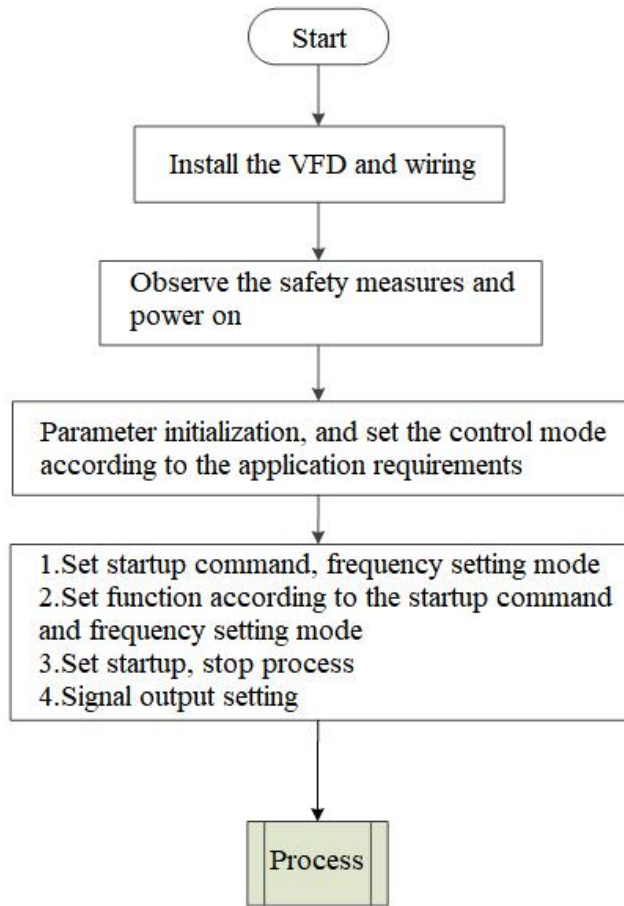 Start
Install the VFD and wiring
Observe the safety measures and
power on
Parameter initialization, and set the control mode
according to the application requirements
1.Set startup command, frequency setting mode
2.Set function according to the startup command
and frequency setting mode
3.Set startup, stop process
4.Signal output setting
Process